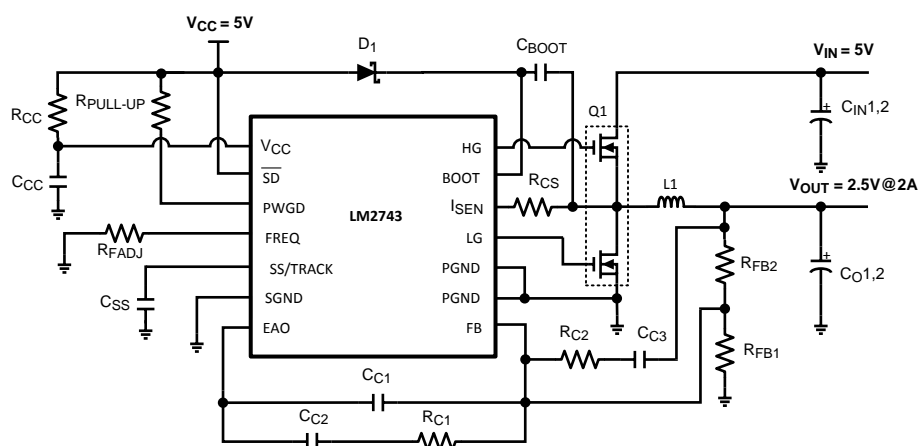 VCC = 5V
D1
CBOOT
VIN = 5V
RPULL-UP
RCC
Q1
CIN1,2
VCC
HG
CCC
SD
BOOT
RCS
L1
VOUT = 2.5V@2A
PWGD
LM2743
ISEN
FREQ
LG
RFADJ
RFB2
SS/TRACK
PGND
CO1,2
CSS
SGND
PGND
EAO
FB
RC2
CC3
RFB1
CC1
CC2
RC1